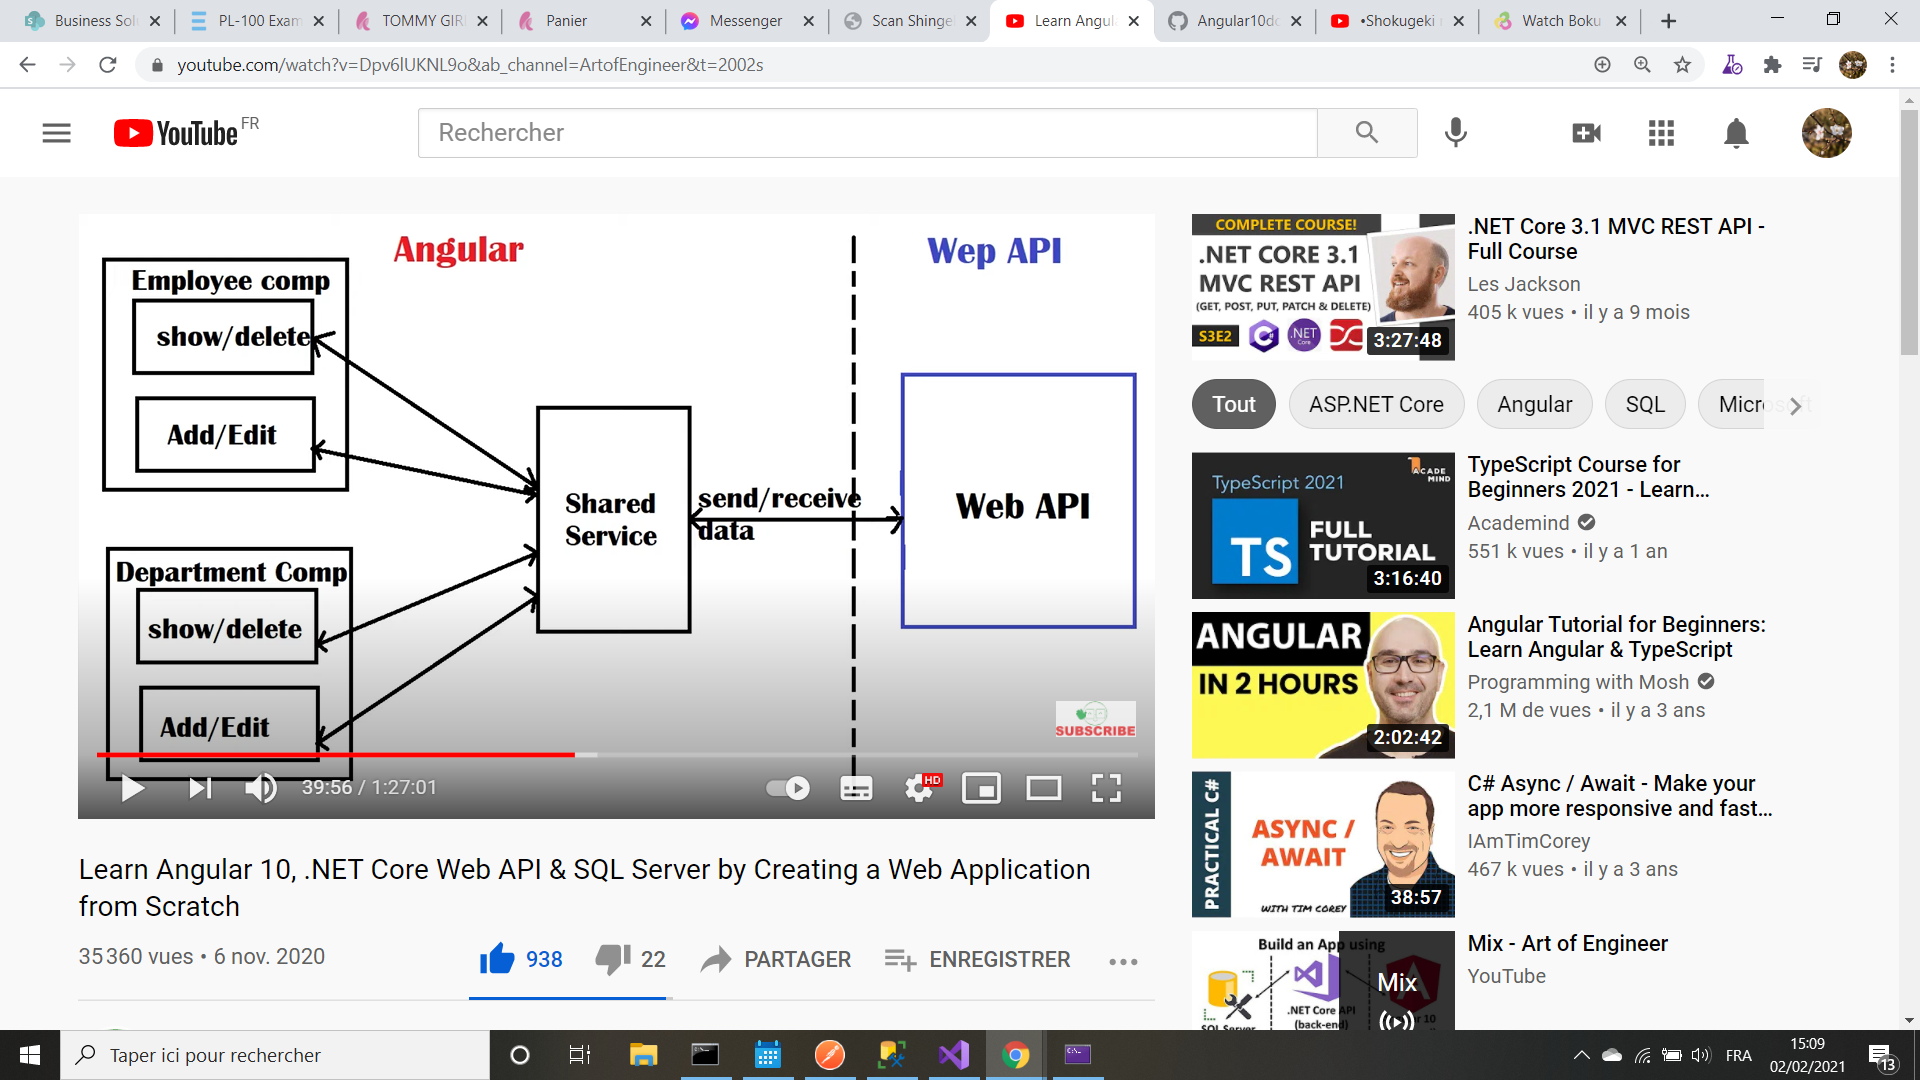 Business Sol
PL-100 Exam
TOMMY GIRL
Panier
Messenger
Scan Shingek
Learn Angul
Angular10do
•Shokugeki
Watch Boku
youtube.com/watch?v=Dpv6lUKNL9o&ab_channel=ArtofEngineer&t=2002s
YouTube FR
Rechercher
Angular
Wep API
Employee comp
show/delete
Add/Edit
Shared
Service
send/receive
data
Web API
Department Comp
show/delete
Add/Edit
SUBSCRIBE
39:56 / 1:27:01
HD
Learn Angular 10, .NET Core Web API & SQL Server by Creating a Web Application
from Scratch
35 360 vues • 6 nov. 2020
938
22
PARTAGER
ENREGISTRER
COMPLETE COURSE!
.NET CORE 3.1
MVC REST API
(GET, POST, PUT, PATCH & DELETE)
S3E2
.NET
Core
3:27:48
.NET Core 3.1 MVC REST API -
Full Course
Les Jackson
405 k vues • il y a 9 mois
Tout
ASP.NET Core
Angular
SQL
Microsoft
ACADE
MIND
TypeScript 2021
TS
FULL
TUTORIAL
3:16:40
TypeScript Course for
Beginners 2021 - Learn...
Academind
551 k vues • il y a 1 an
ANGULAR
IN 2 HOURS
2:02:42
Angular Tutorial for Beginners:
Learn Angular & TypeScript
Programming with Mosh
2,1 M de vues • il y a 3 ans
PRACTICAL C#
ASYNC /
AWAIT
WITH TIM COREY
38:57
C# Async / Await - Make your
app more responsive and fast...
IAmTimCorey
467 k vues • il y a 3 ans
Build an App using
SQL Server
.NET Core API
(back-end)
Mix
Mix - Art of Engineer
YouTube
Taper ici pour rechercher
FRA
15:09
02/02/2021
13